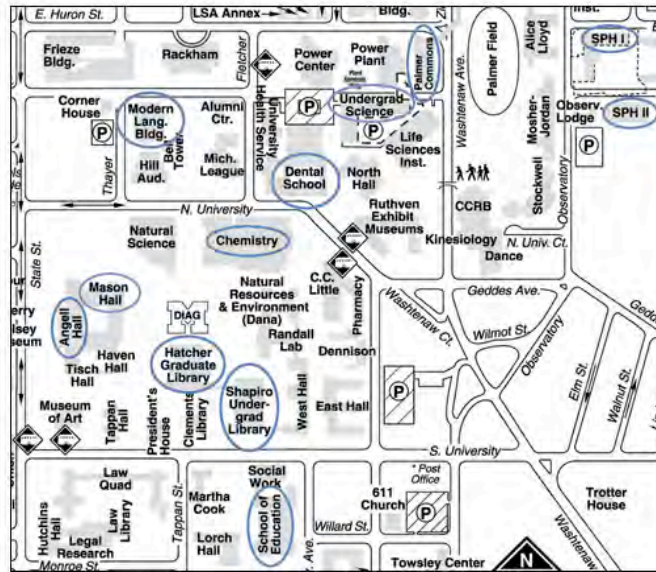 E. Huron St.
LSA Annex
Bldg.
Inst.
Frieze
Bldg.
Rackham
Fletcher
Power
Center
Power
Plant
Palmer
Commons
Washtenaw Ave.
Palmer Field
Alice
Lloyd
SPH I
Corner
House
P
Modern
Lang.
Bldg.
Alumni
Ctr.
University
Health Service
P
Undergrad
Science
P
Mosher-
Jordan
Observ.
Lodge
SPH II
P
Thayer
Hill
Aud.
Bell
Tower
Mich.
League
Dental
School
North
Hall
Life
Sciences
Inst.
Stockwell
Observatory
N. University
Ruthven
Exhibit
Museums
CCRB
Natural
Science
Chemistry
Kinesiology
N. Univ. Ct.
Dance
State St.
Mason
Hall
DIAG
Natural
Resources
& Environment
(Dana)
C.C.
Little
Pharmacy
Washtenaw Ct.
Geddes Ave.
Angell
Hall
Randall
Lab
Wilmot St.
Observatory
Haven
Hall
Tisch
Hall
Hatcher
Graduate
Library
Dennison
P
Elm St.
Walnut St.
Museum
of Art
Tappan
Hall
President's
House
Clements
Library
Shapiro
Under-
grad
Library
West Hall
East Hall
S. University
Law
Quad
Social
Work
* Post
Office
Hutchins
Hall
Law
Library
Tappan St.
Martha
Cook
School of
Education
611
Church
P
Trotter
House
Legal
Research
Lorch
Hall
Willard St.
Washtenaw
Monroe St.
Towsley Center
N